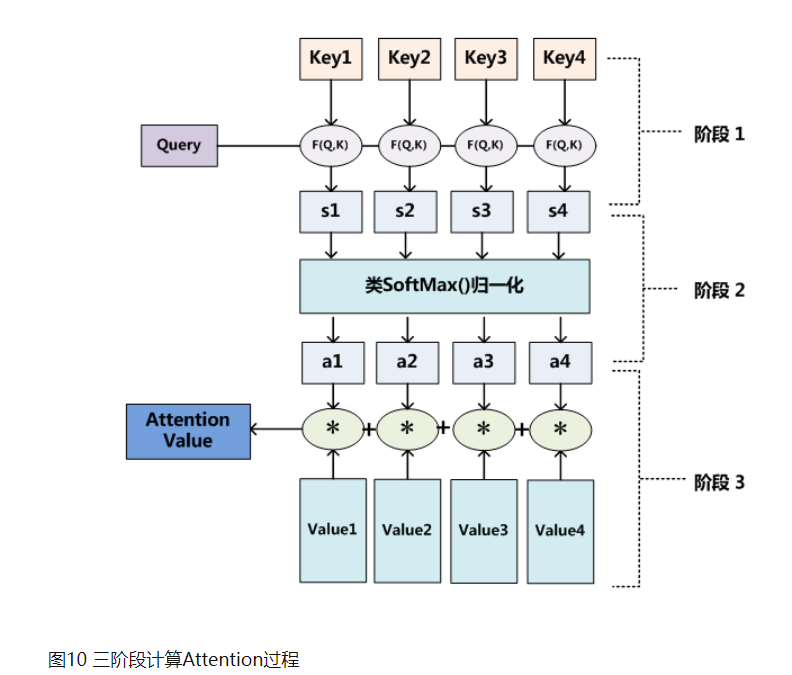 Key1 Key2 Key3 Key4
阶段 1
Query F(Q,K) F(Q,K) F(Q,K) F(Q,K)
s1 s2 s3 s4
类SoftMax()归一化
阶段 2
a1 a2 a3 a4
Attention
Value
* + * + * + *
阶段 3
Value1 Value2 Value3 Value4
图10 三阶段计算Attention过程